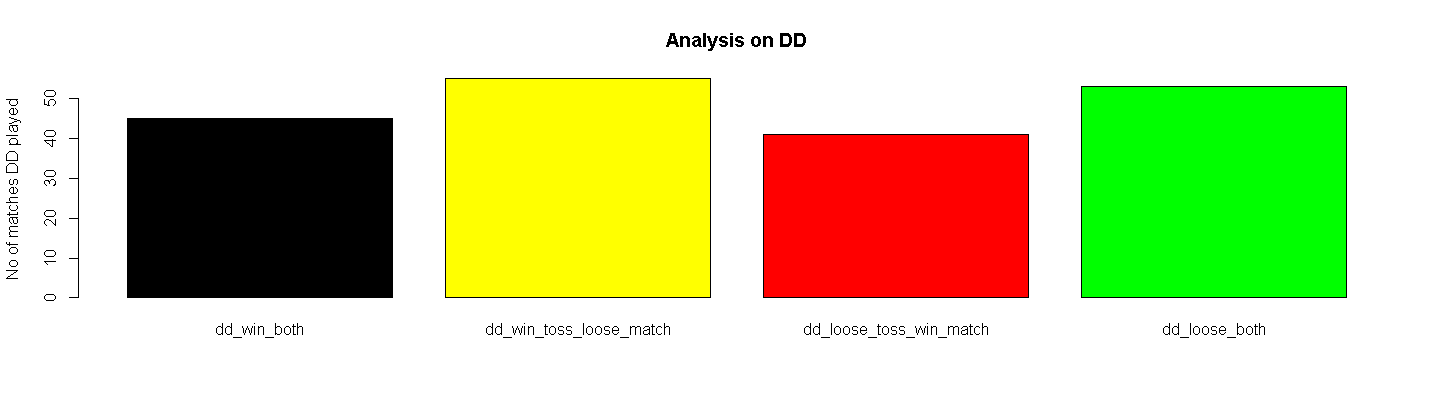 Analysis on DD
No of matches DD played
50
40
30
20
10
0
dd_win_both
dd_win_toss_loose_match
dd_loose_toss_win_match
dd_loose_both